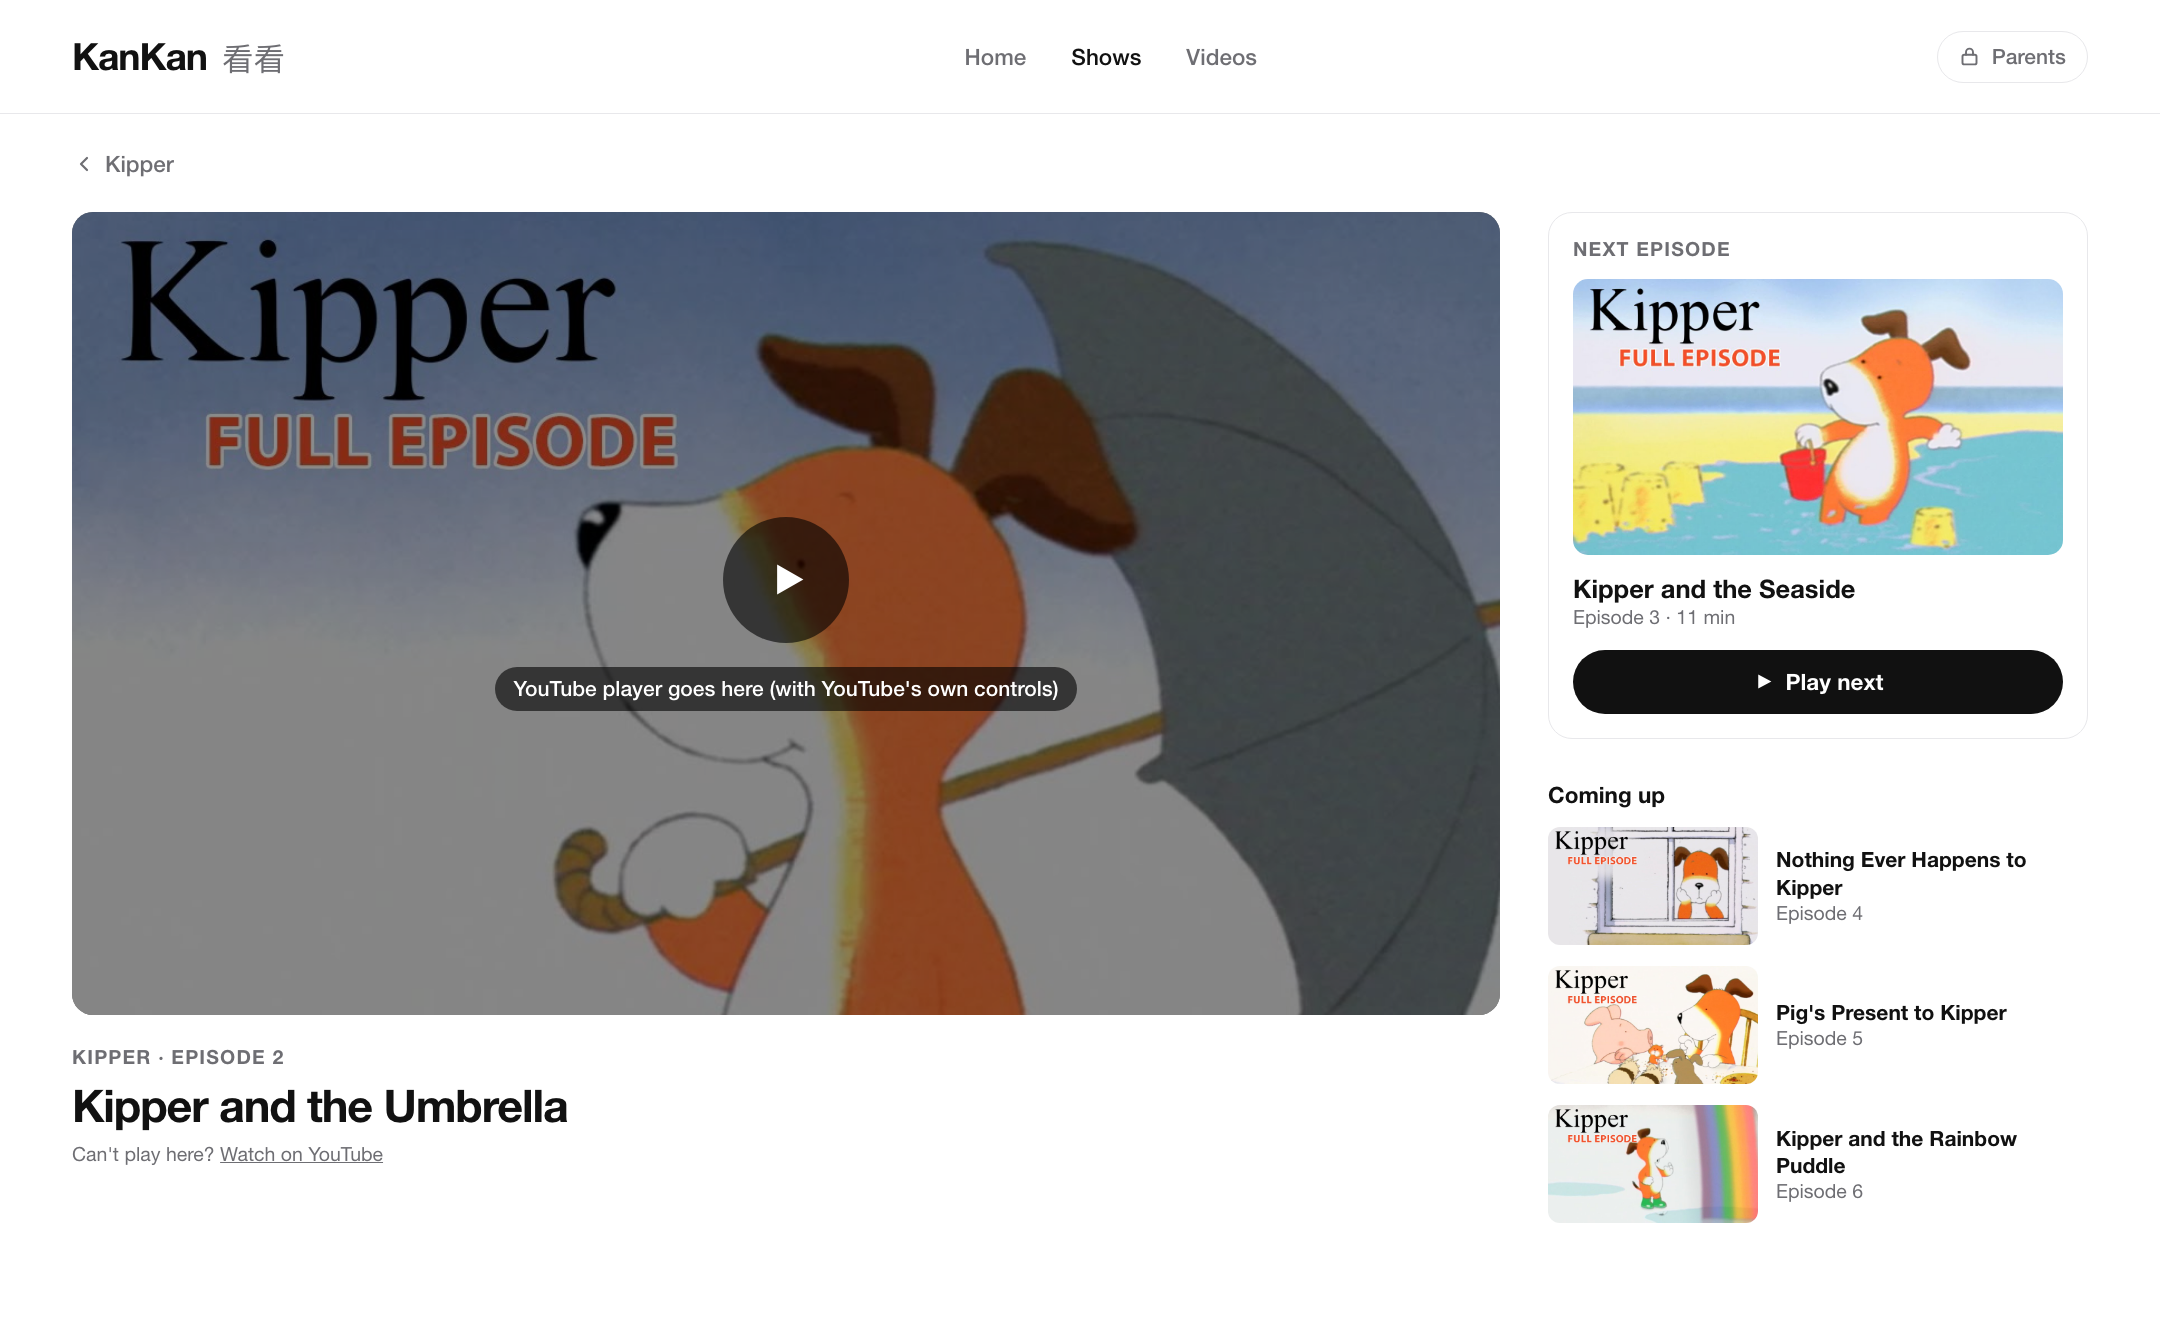 KanKan 看看
Home Shows Videos
Parents
Kipper
Kipper
FULL EPISODE
YouTube player goes here (with YouTube's own controls)
KIPPER · EPISODE 2
Kipper and the Umbrella
Can't play here? Watch on YouTube
NEXT EPISODE
Kipper
FULL EPISODE
Kipper and the Seaside
Episode 3 · 11 min
Play next
Coming up
Kipper
FULL EPISODE
Nothing Ever Happens to
Kipper
Episode 4
Kipper
FULL EPISODE
Pig's Present to Kipper
Episode 5
Kipper
FULL EPISODE
Kipper and the Rainbow
Puddle
Episode 6